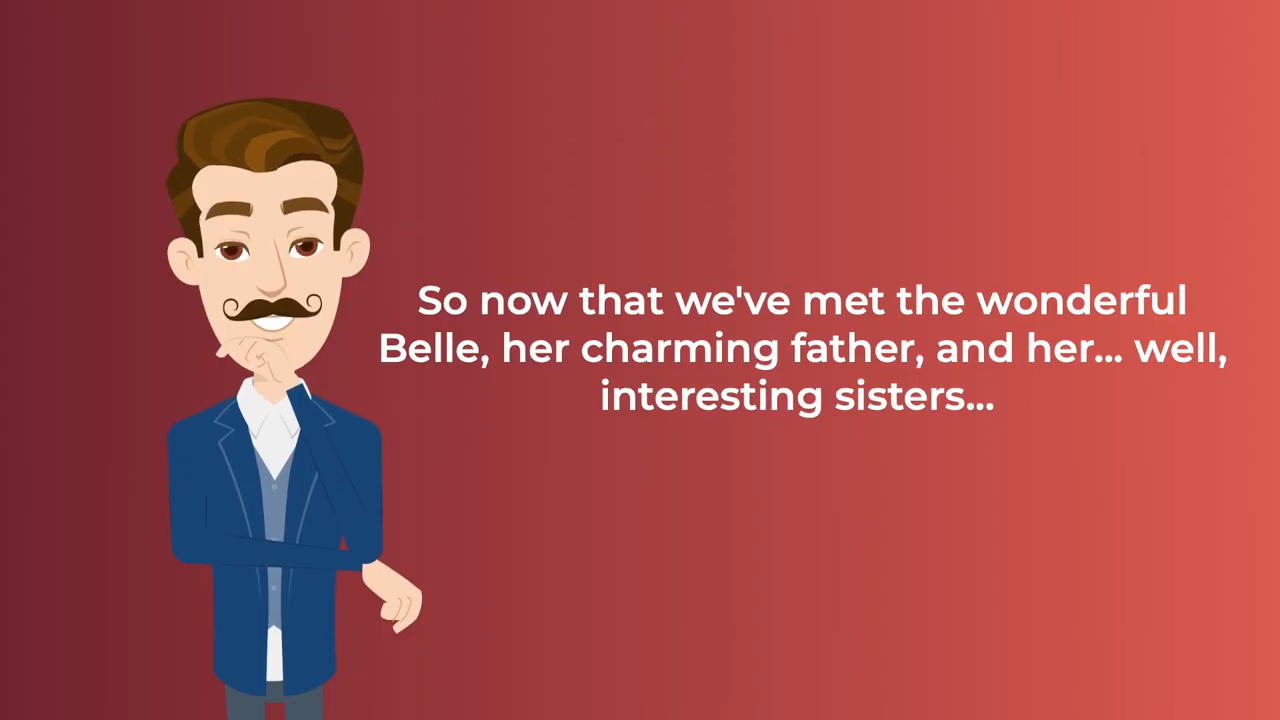 So now that we've met the wonderful
Belle, her charming father, and her... well,
interesting sisters...